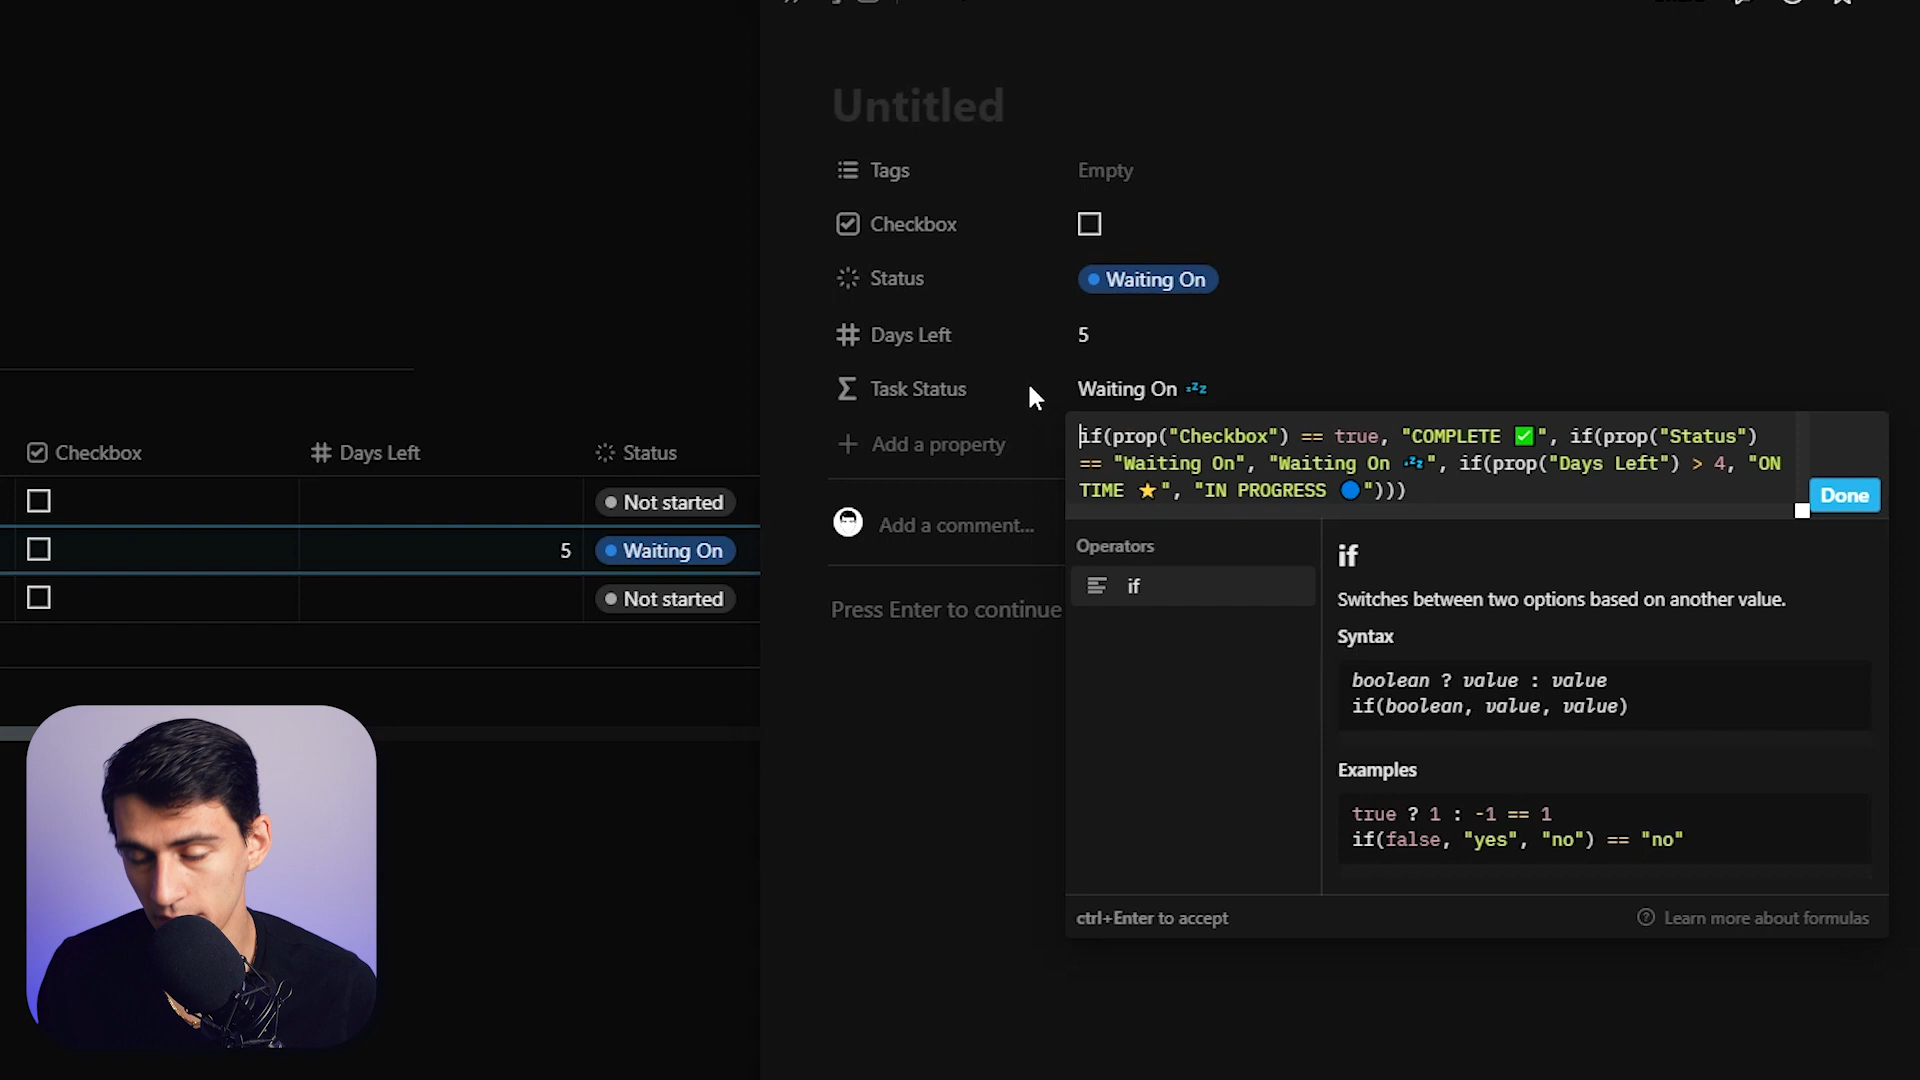 Untitled
Tags Empty
Checkbox
Status Waiting On
Days Left 5
Task Status Waiting On 💤
Add a property
if(prop("Checkbox") == true, "COMPLETE ✅", if(prop("Status")
== "Waiting On", "Waiting On 💤", if(prop("Days Left") > 4, "ON
TIME ⭐", "IN PROGRESS 🔵")))
Done
Add a comment...
Press Enter to continue
Operators
if
if
Switches between two options based on another value.
Syntax
boolean ? value : value
if(boolean, value, value)
Examples
true ? 1 : -1 == 1
if(false, "yes", "no") == "no"
ctrl+Enter to accept
Learn more about formulas
Checkbox Days Left Status
Not started
5 Waiting On
Not started